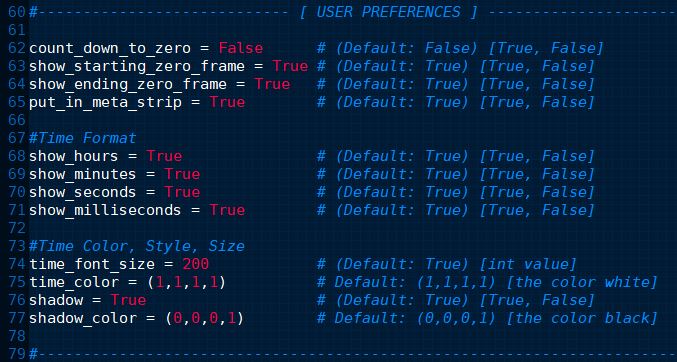 60 #---------------------------- [ USER PREFERENCES ] ---------------------
61
62 count_down_to_zero = False      # (Default: False) [True, False]
63 show_starting_zero_frame = True # (Default: True) [True, False]
64 show_ending_zero_frame = True   # (Default: True) [True, False]
65 put_in_meta_strip = True        # (Default: True) [True, False]
66
67 #Time Format
68 show_hours = True               # (Default: True) [True, False]
69 show_minutes = True             # (Default: True) [True, False]
70 show_seconds = True             # (Default: True) [True, False]
71 show_milliseconds = True        # (Default: True) [True, False]
72
73 #Time Color, Style, Size
74 time_font_size = 200            # (Default: True) [int value]
75 time_color = (1,1,1,1)          # Default: (1,1,1,1) [the color white]
76 shadow = True                   # (Default: True) [True, False]
77 shadow_color = (0,0,0,1)        # Default: (0,0,0,1) [the color black]
78
79 #-----------------------------------------------------------------------